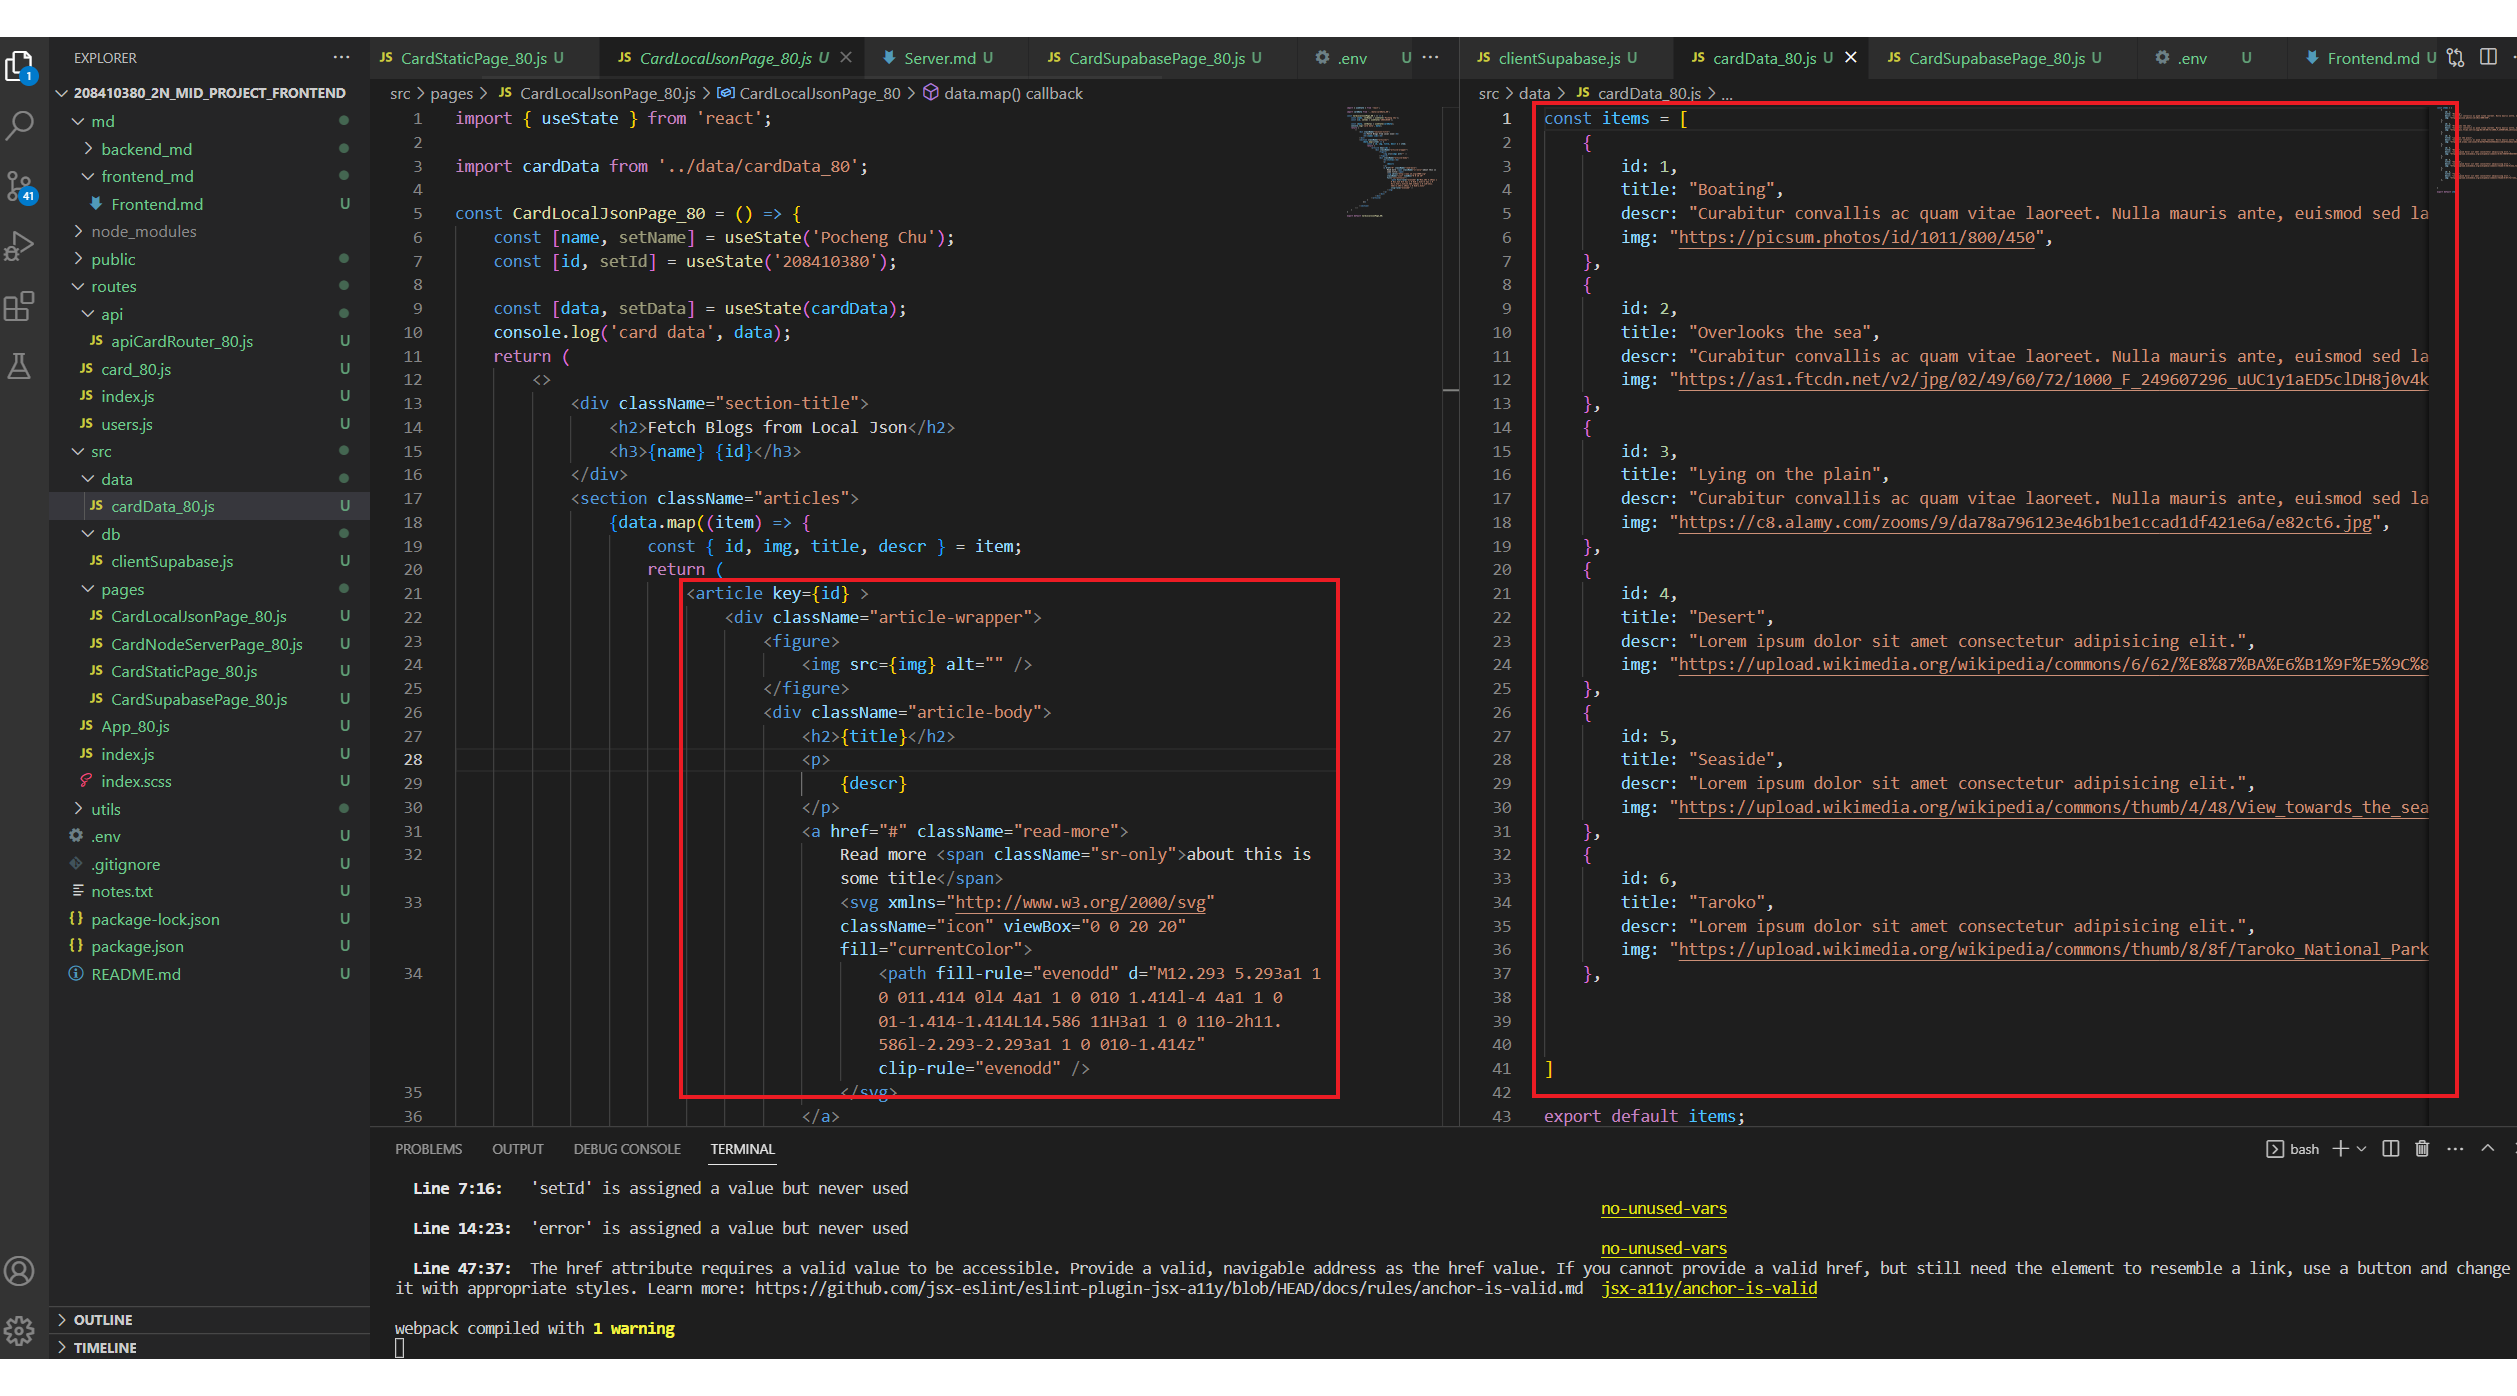 EXPLORER
208410380_2N_MID_PROJECT_FRONTEND
md
backend_md
frontend_md
Frontend.md U
node_modules
public
routes
api
JS apiCardRouter_80.js U
JS card_80.js U
JS index.js U
JS users.js U
src
data
JS cardData_80.js U
db
JS clientSupabase.js U
pages
JS CardLocalJsonPage_80.js U
JS CardNodeServerPage_80.js U
JS CardStaticPage_80.js U
JS CardSupabasePage_80.js U
JS App_80.js U
JS index.js U
index.scss U
utils
.env U
.gitignore U
notes.txt U
{} package-lock.json U
{} package.json U
README.md U
OUTLINE
TIMELINE
1
41
JS CardStaticPage_80.js U JS CardLocalJsonPage_80.js U Server.md U JS CardSupabasePage_80.js U .env U
src > pages > JS CardLocalJsonPage_80.js > CardLocalJsonPage_80 > data.map() callback
1 import { useState } from 'react';
2
3 import cardData from '../data/cardData_80';
4
5 const CardLocalJsonPage_80 = () => {
6 const [name, setName] = useState('Pocheng Chu');
7 const [id, setId] = useState('208410380');
8
9 const [data, setData] = useState(cardData);
10 console.log('card data', data);
11 return (
12 <>
13 <div className="section-title">
14 <h2>Fetch Blogs from Local Json</h2>
15 <h3>{name} {id}</h3>
16 </div>
17 <section className="articles">
18 {data.map((item) => {
19 const { id, img, title, descr } = item;
20 return (
21 <article key={id} >
22 <div className="article-wrapper">
23 <figure>
24 <img src={img} alt="" />
25 </figure>
26 <div className="article-body">
27 <h2>{title}</h2>
28 <p>
29 {descr}
30 </p>
31 <a href="#" className="read-more">
32 Read more <span className="sr-only">about this is
some title</span>
33 <svg xmlns="http://www.w3.org/2000/svg"
className="icon" viewBox="0 0 20 20"
fill="currentColor">
34 <path fill-rule="evenodd" d="M12.293 5.293a1 1
0 011.414 0l4 4a1 1 0 010 1.414l-4 4a1 1 0
01-1.414-1.414L14.586 11H3a1 1 0 110-2h11.
586l-2.293-2.293a1 1 0 010-1.414z"
clip-rule="evenodd" />
35 </svg>
36 </a>
JS clientSupabase.js U JS cardData_80.js U JS CardSupabasePage_80.js U .env U Frontend.md U
src > data > JS cardData_80.js > ...
1 const items = [
2 {
3 id: 1,
4 title: "Boating",
5 descr: "Curabitur convallis ac quam vitae laoreet. Nulla mauris ante, euismod sed la
6 img: "https://picsum.photos/id/1011/800/450",
7 },
8 {
9 id: 2,
10 title: "Overlooks the sea",
11 descr: "Curabitur convallis ac quam vitae laoreet. Nulla mauris ante, euismod sed la
12 img: "https://as1.ftcdn.net/v2/jpg/02/49/60/72/1000_F_249607296_uUC1y1aED5clDH8j0v4k
13 },
14 {
15 id: 3,
16 title: "Lying on the plain",
17 descr: "Curabitur convallis ac quam vitae laoreet. Nulla mauris ante, euismod sed la
18 img: "https://c8.alamy.com/zooms/9/da78a796123e46b1be1ccad1df421e6a/e82ct6.jpg",
19 },
20 {
21 id: 4,
22 title: "Desert",
23 descr: "Lorem ipsum dolor sit amet consectetur adipisicing elit.",
24 img: "https://upload.wikimedia.org/wikipedia/commons/6/62/%E8%87%BA%E6%B1%9F%E5%9C%8
25 },
26 {
27 id: 5,
28 title: "Seaside",
29 descr: "Lorem ipsum dolor sit amet consectetur adipisicing elit.",
30 img: "https://upload.wikimedia.org/wikipedia/commons/thumb/4/48/View_towards_the_sea
31 },
32 {
33 id: 6,
34 title: "Taroko",
35 descr: "Lorem ipsum dolor sit amet consectetur adipisicing elit.",
36 img: "https://upload.wikimedia.org/wikipedia/commons/thumb/8/8f/Taroko_National_Park
37 },
38
39
40
41 ]
42
43 export default items;
PROBLEMS OUTPUT DEBUG CONSOLE TERMINAL bash
Line 7:16: 'setId' is assigned a value but never used
no-unused-vars
Line 14:23: 'error' is assigned a value but never used
no-unused-vars
Line 47:37: The href attribute requires a valid value to be accessible. Provide a valid, navigable address as the href value. If you cannot provide a valid href, but still need the element to resemble a link, use a button and change
it with appropriate styles. Learn more: https://github.com/jsx-eslint/eslint-plugin-jsx-a11y/blob/HEAD/docs/rules/anchor-is-valid.md jsx-a11y/anchor-is-valid
webpack compiled with 1 warning